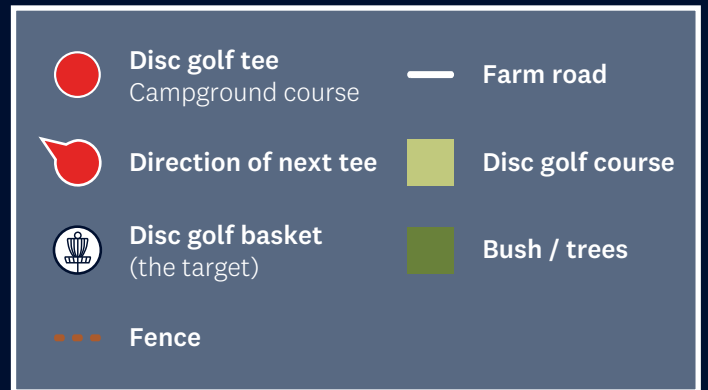 Disc golf tee
Campground course
Direction of next tee
Disc golf basket
(the target)
Fence
Farm road
Disc golf course
Bush / trees